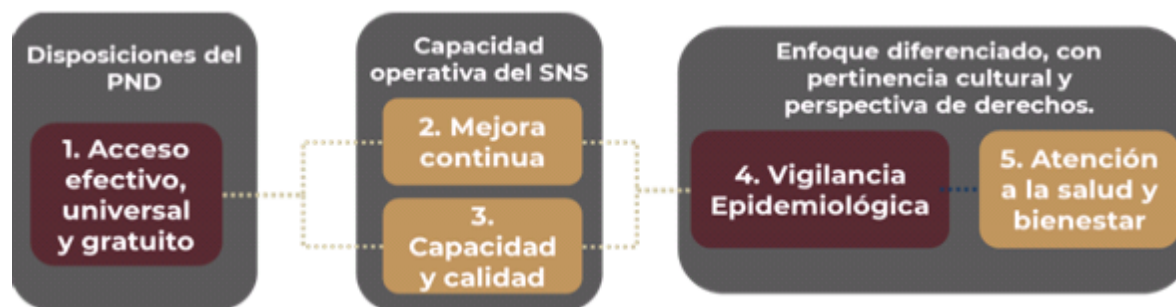 Disposiciones del
PND
1. Acceso
efectivo,
universal
y gratuito
Capacidad
operativa del SNS
2. Mejora
continua
3.
Capacidad
y calidad
Enfoque diferenciado, con
pertinencia cultural y
perspectiva de derechos.
4. Vigilancia
Epidemiológica
5. Atención
a la salud y
bienestar